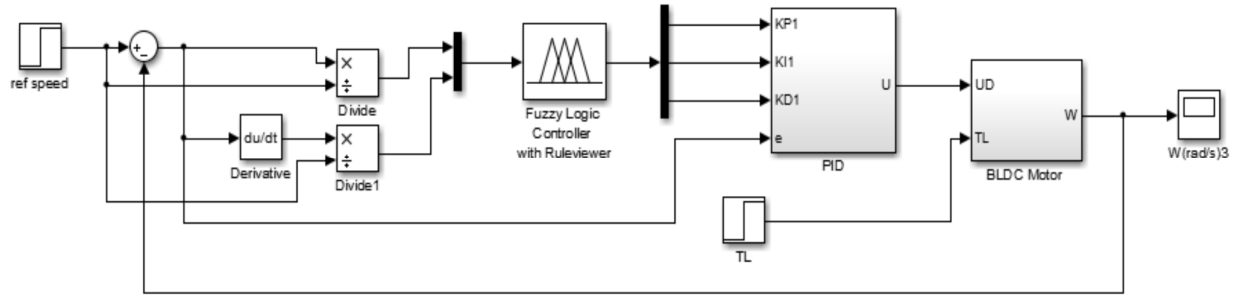 ref speed
+
−
×
÷
Divide
du/dt
Derivative
×
÷
Divide1
Fuzzy Logic
Controller
with Ruleviewer
KP1
KI1
KD1
e
U
PID
TL
UD
TL
W
BLDC Motor
W(rad/s)3